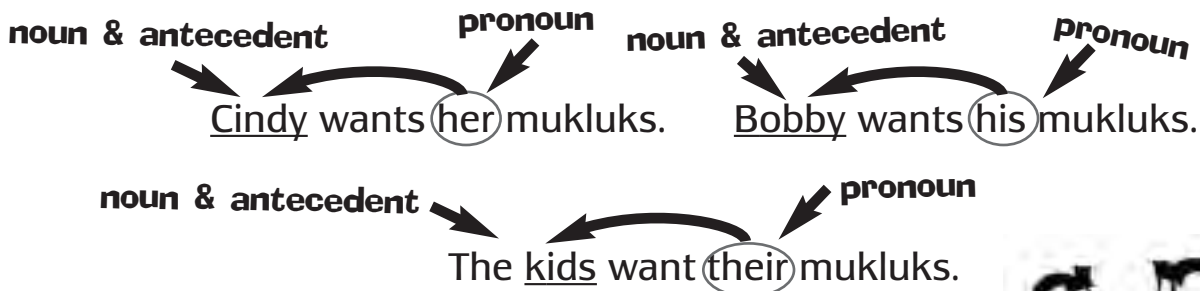 noun & antecedent
pronoun
Cindy wants her mukluks.
noun & antecedent
pronoun
Bobby wants his mukluks.
noun & antecedent
pronoun
The kids want their mukluks.